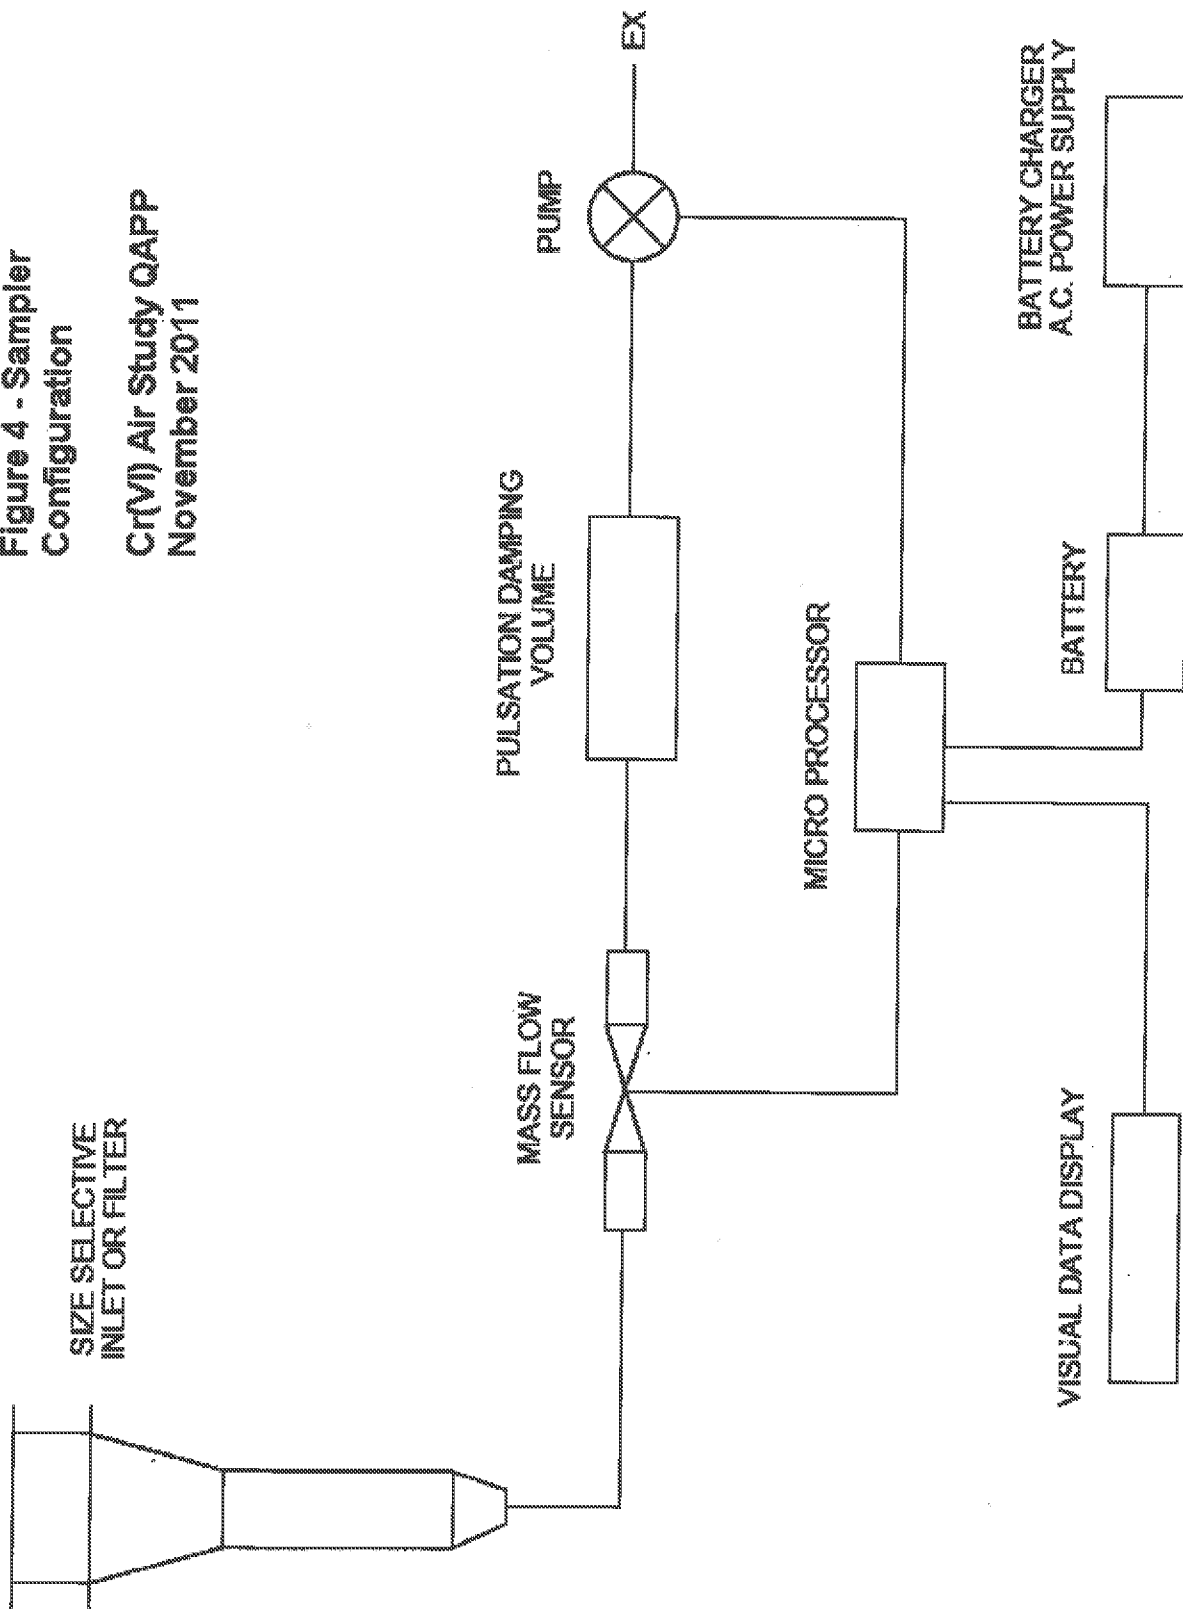 Figure 4 - Sampler
Configuration
Cr(VI) Air Study QAPP
November 2011
SIZE SELECTIVE
INLET OR FILTER
MASS FLOW
SENSOR
PULSATION DAMPING
VOLUME
PUMP
EX
MICRO PROCESSOR
VISUAL DATA DISPLAY
BATTERY
BATTERY CHARGER
A.C. POWER SUPPLY